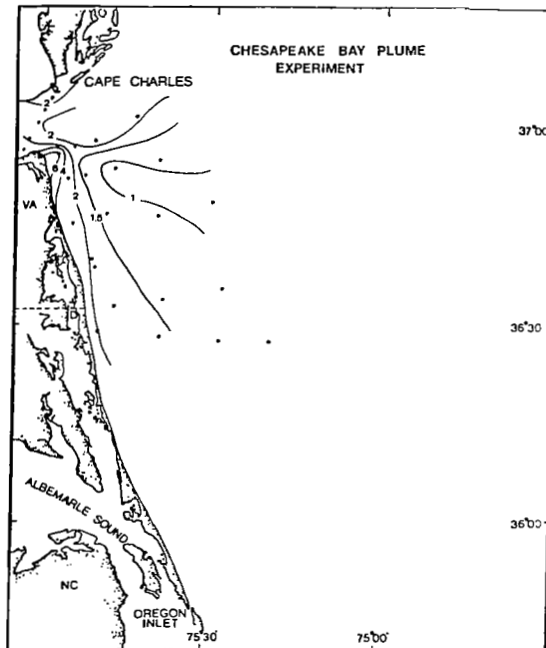 CHESAPEAKE BAY PLUME
EXPERIMENT
CAPE CHARLES
2
37°00'
2
6
4
2
1.5
1
VA
36°30'
ALBEMARLE SOUND
36°00'
NC
OREGON
INLET
75°30'
75°00'